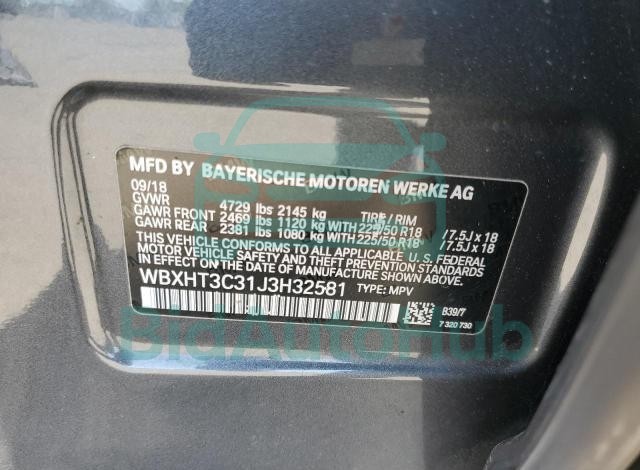 MFD BY BAYERISCHE MOTOREN WERKE AG
09/18
GVWR 4729 lbs 2145 kg TIRE/RIM
GAWR FRONT 2469 lbs 1120 kg WITH 225/50 R18 /7.5J x 18
GAWR REAR 2381 lbs 1080 kg WITH 225/50 R18 /7.5J x 18
THIS VEHICLE CONFORMS TO ALL APPLICABLE U.S. FEDERAL
MOTOR VEHICLE SAFETY AND THEFT PREVENTION STANDARDS
IN EFFECT ON THE DATE OF MANUFACTURE SHOWN ABOVE.
WBXHT3C31J3H32581 TYPE: MPV
B39/7
7 320 730
BidAutoHub